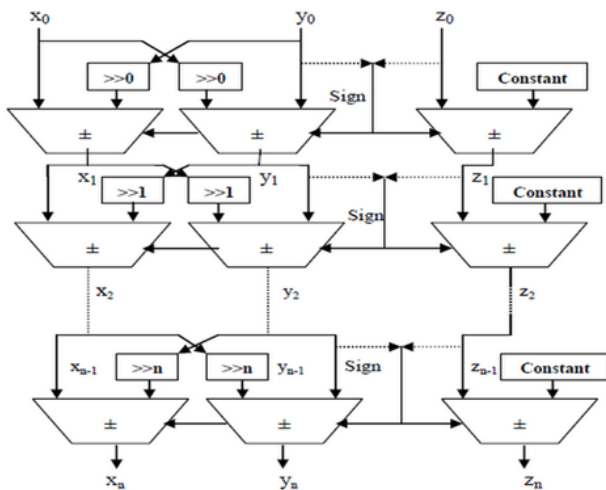 x₀ y₀ z₀
>>0 >>0 Constant
Sign
± ± ±
x₁ y₁ z₁
>>1 >>1 Constant
Sign
± ± ±
x₂ y₂ z₂
xₙ₋₁ yₙ₋₁ Sign zₙ₋₁
>>n >>n Constant
± ± ±
xₙ yₙ zₙ